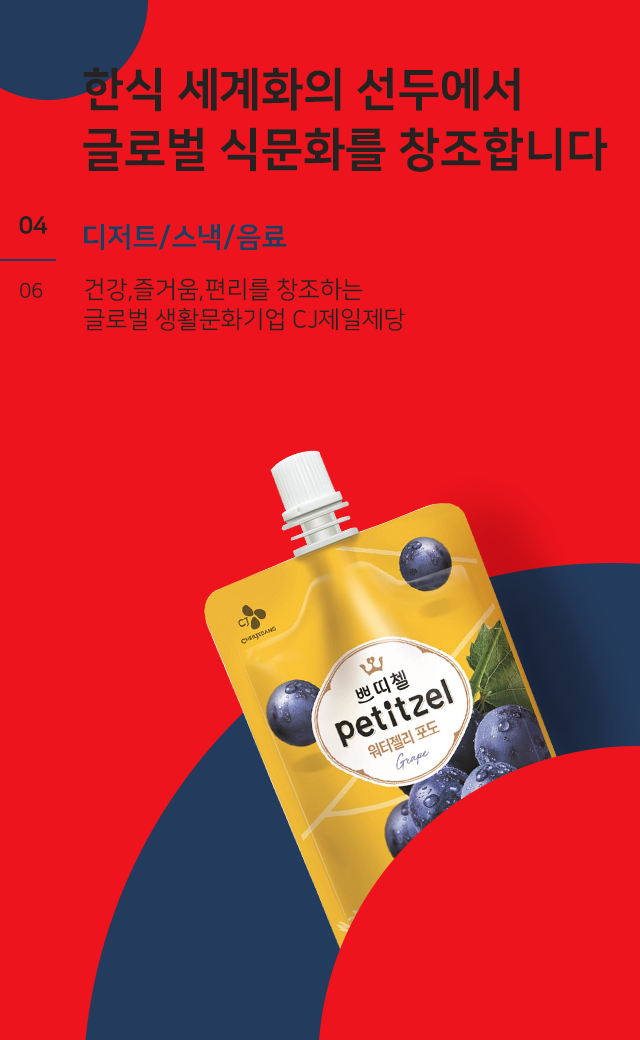 한식 세계화의 선두에서
글로벌 식문화를 창조합니다
04
디저트/스낵/음료
06
건강,즐거움,편리를 창조하는
글로벌 생활문화기업 CJ제일제당
CJ
CHEILJEDANG
쁘띠첼
petitzel
워터젤리 포도
Grape